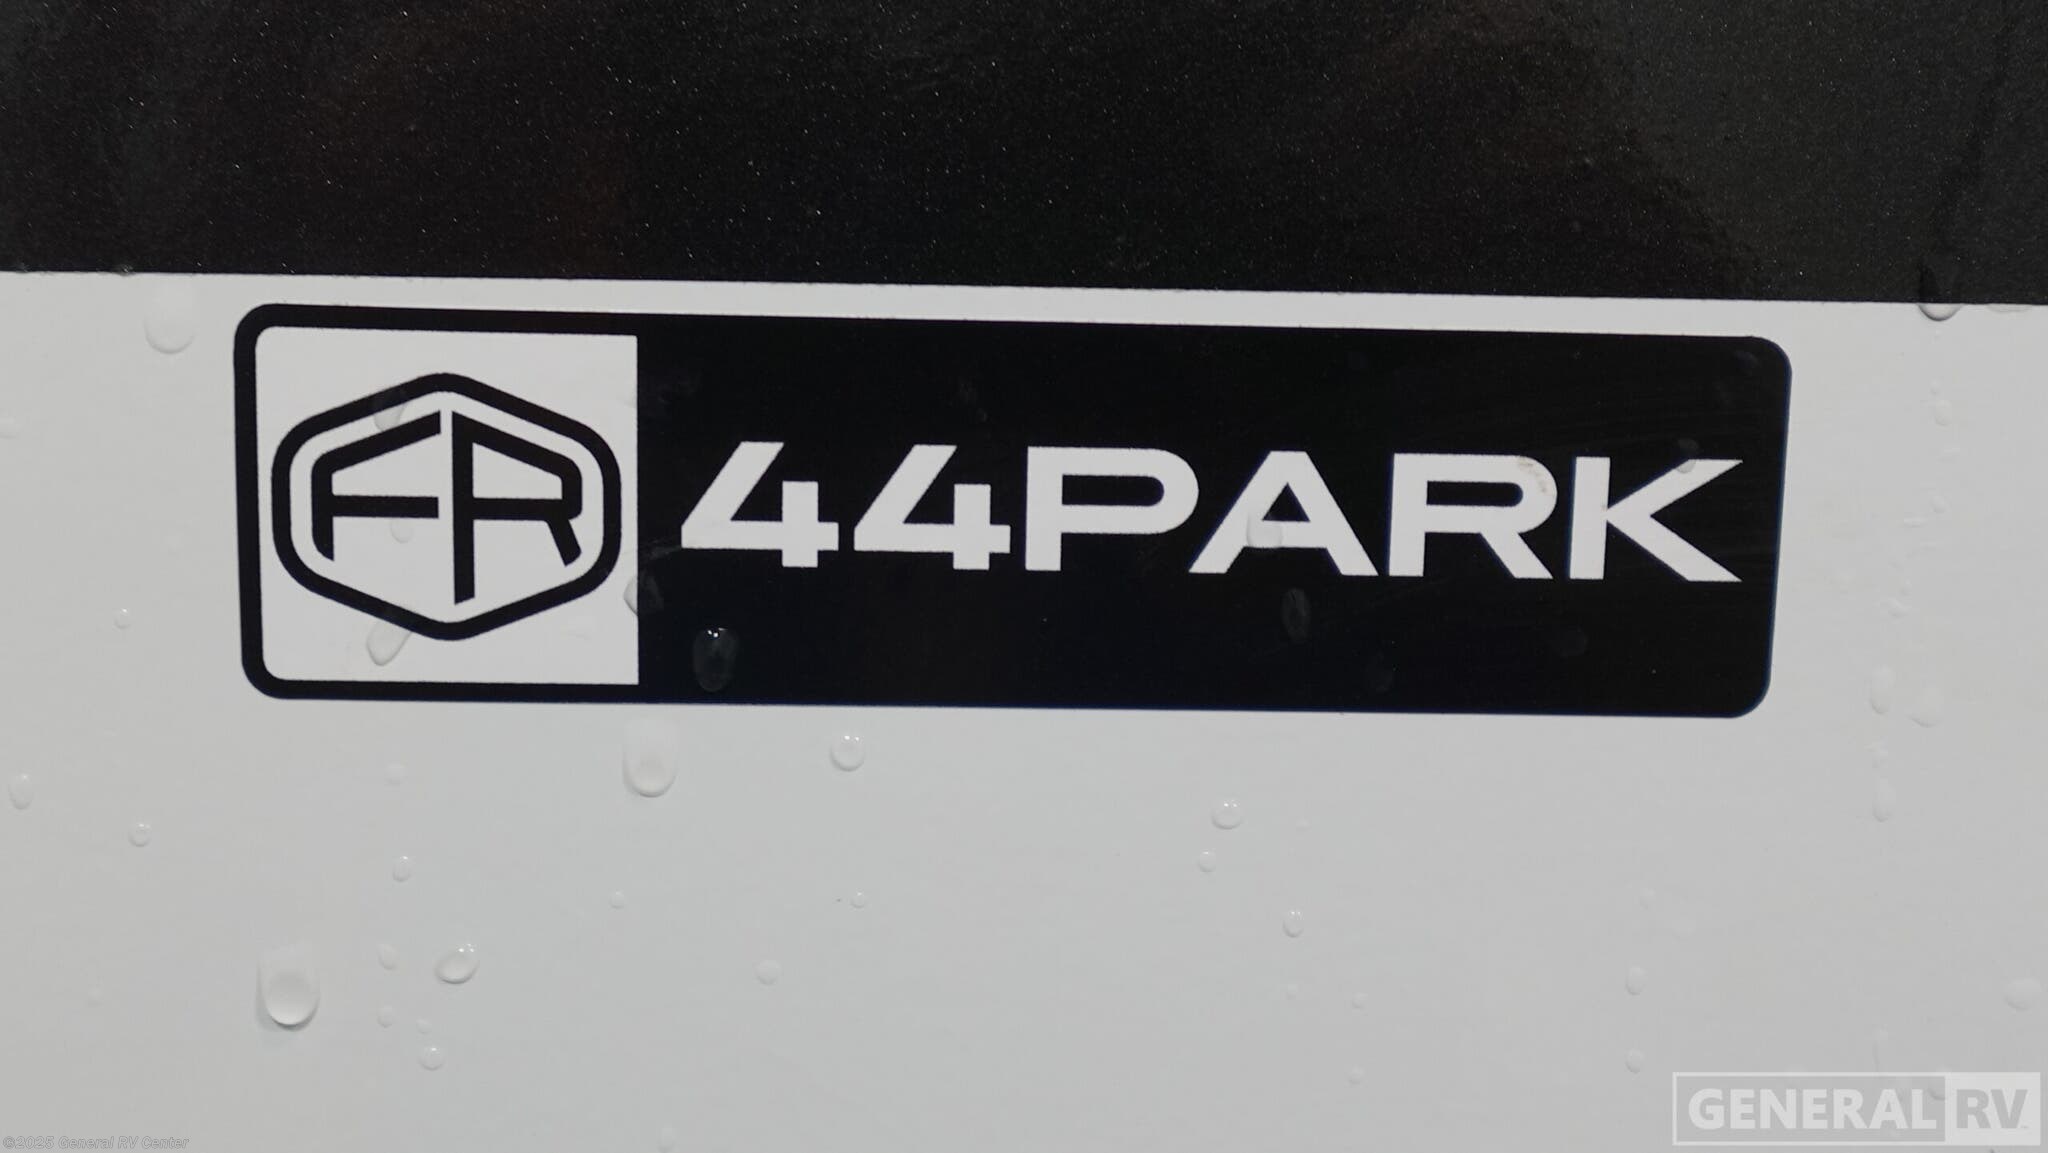 FR 44PARK
GENERAL RV
©2025 General RV Center